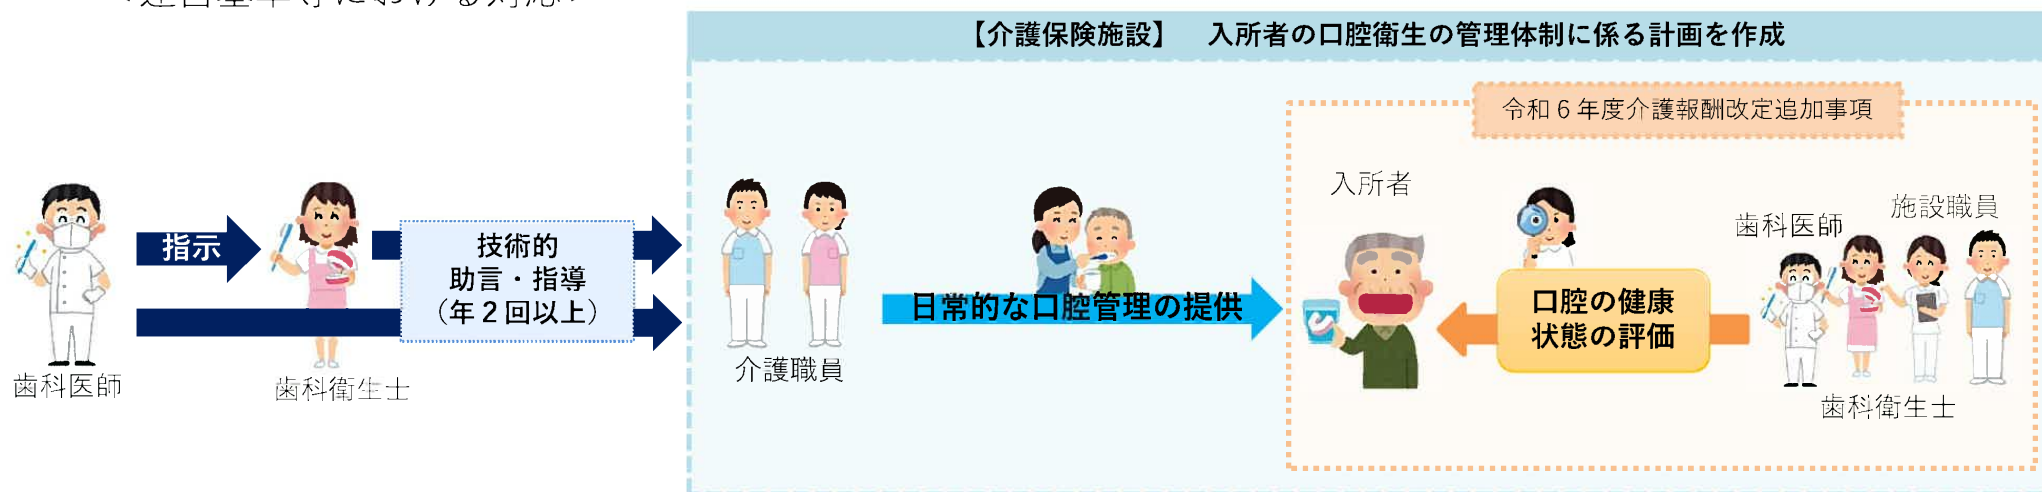 【介護保険施設】　入所者の口腔衛生の管理体制に係る計画を作成
令和６年度介護報酬改定追加事項
指示
技術的
助言・指導
（年２回以上）
歯科医師
歯科衛生士
介護職員
日常的な口腔管理の提供
入所者
口腔の健康
状態の評価
歯科医師
施設職員
歯科衛生士